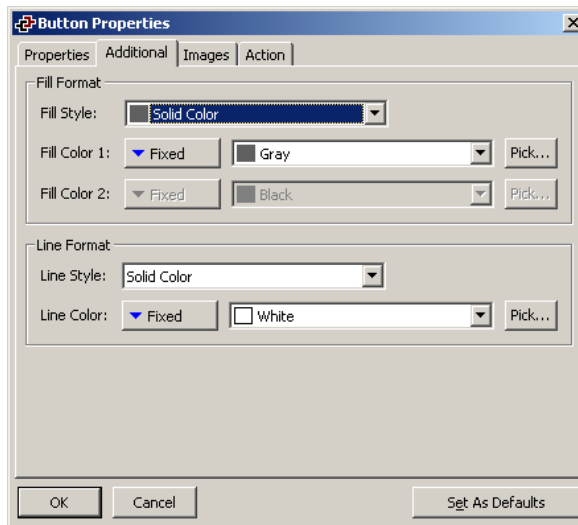 Button Properties
Properties Additional Images Action
Fill Format
Fill Style: Solid Color
Fill Color 1: Fixed Gray Pick...
Fill Color 2: Fixed Black Pick...
Line Format
Line Style: Solid Color
Line Color: Fixed White Pick...
OK Cancel Set As Defaults